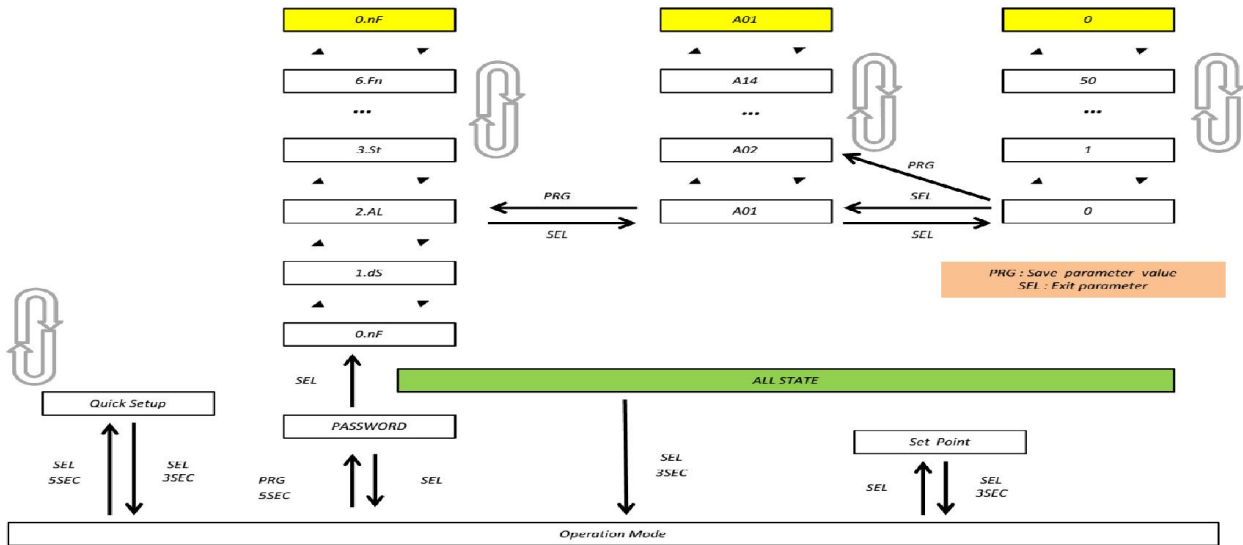 0.nF
A01
0
6.Fn
A14
50
...
...
...
3.St
A02
1
PRG
PRG
SEL
2.AL
A01
0
SEL
SEL
1.dS
PRG : Save parameter value
SEL : Exit parameter
0.nF
SEL
ALL STATE
Quick Setup
PASSWORD
Set Point
SEL
5SEC
SEL
3SEC
PRG
5SEC
SEL
SEL
3SEC
SEL
SEL
3SEC
Operation Mode